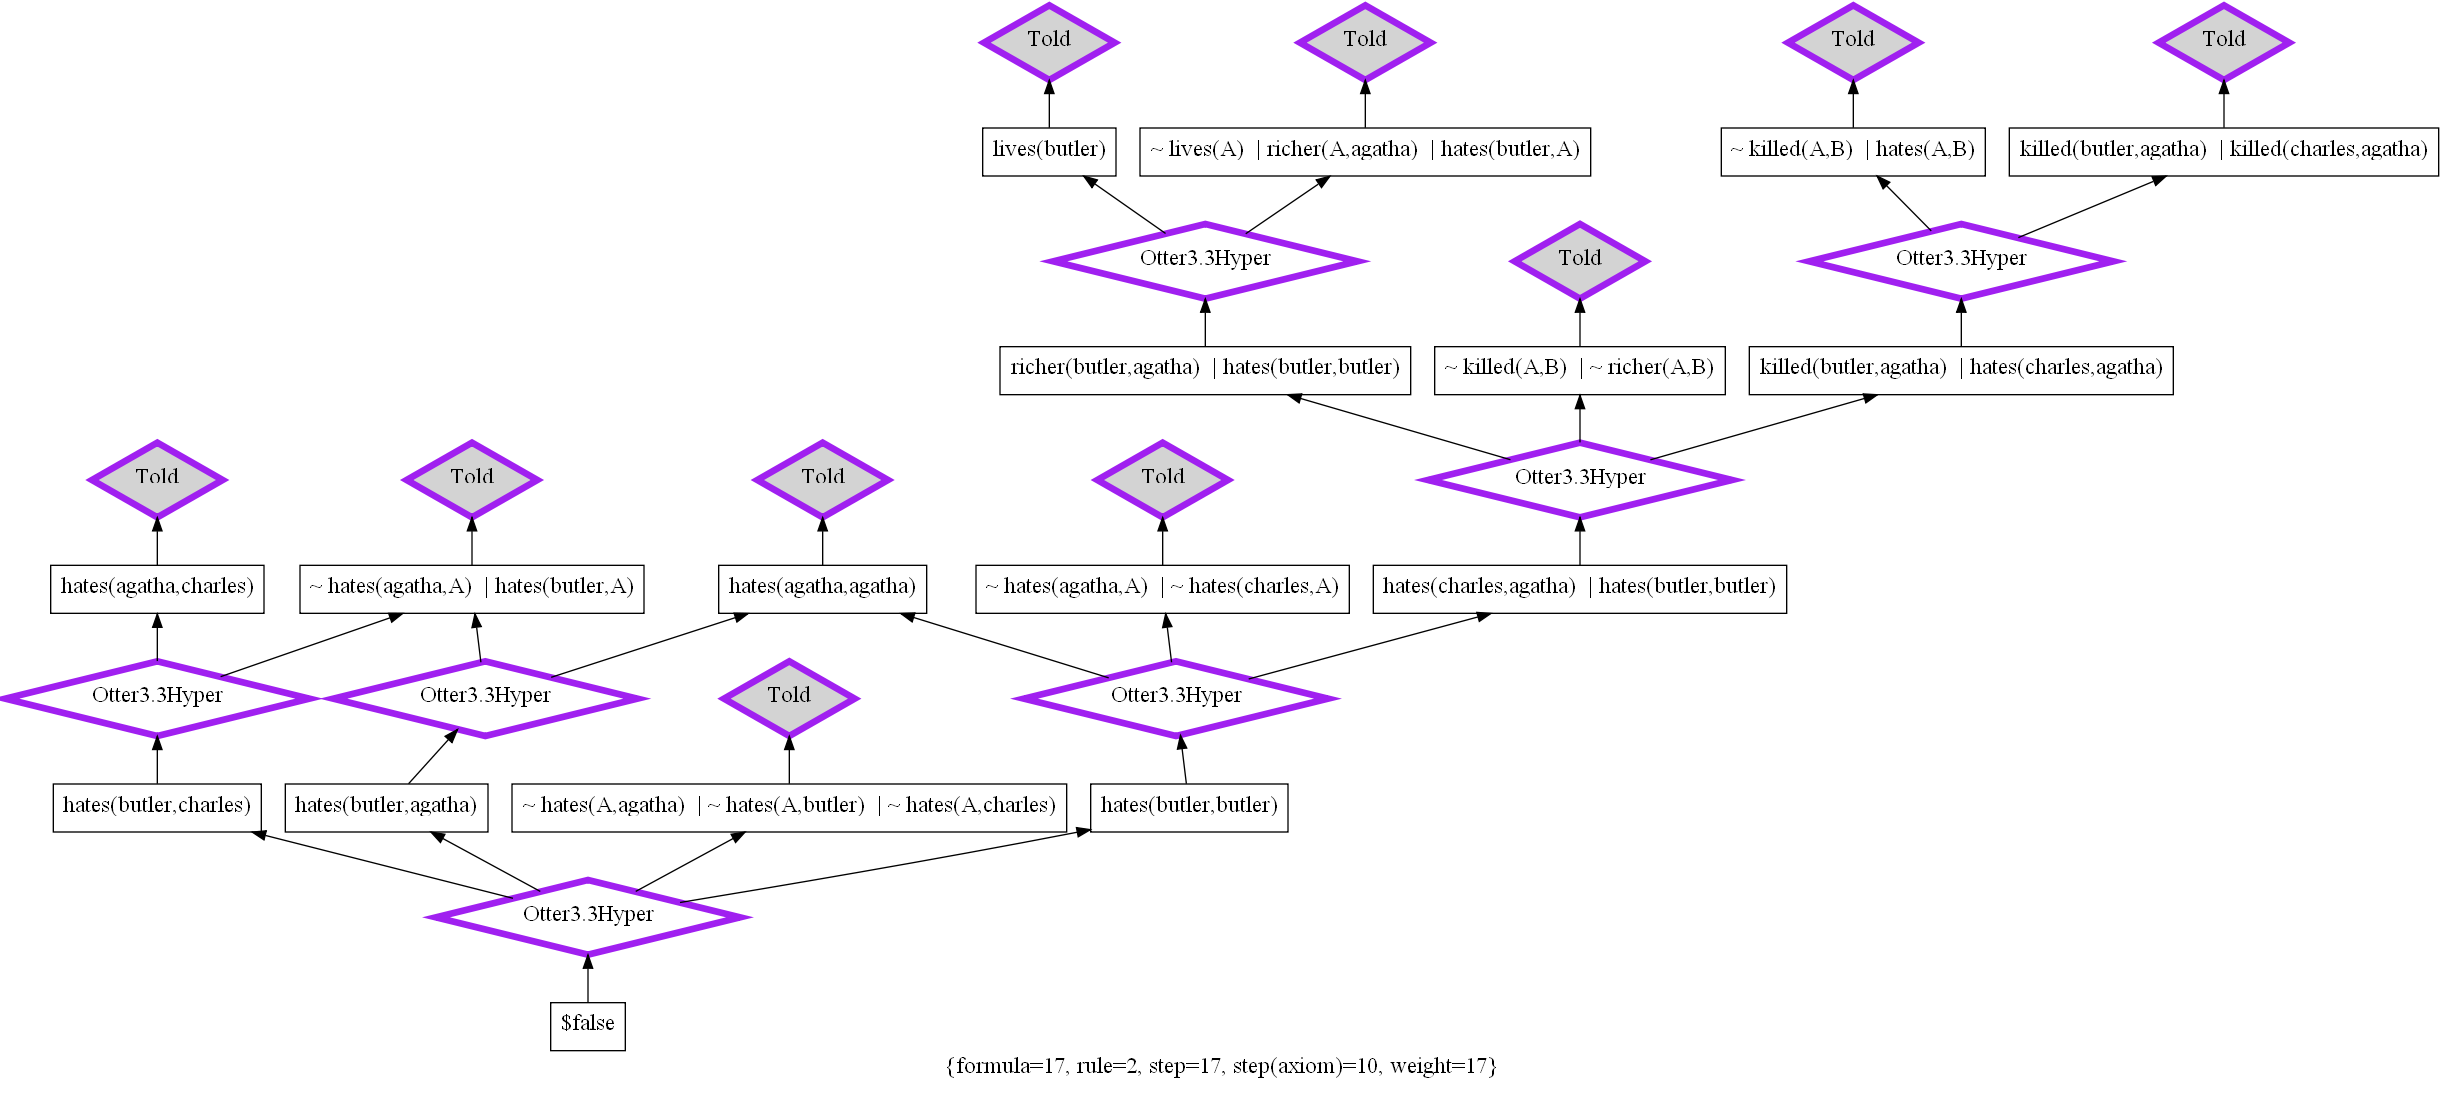 Told
Told
Told
Told
lives(butler)
~ lives(A) | richer(A,agatha) | hates(butler,A)
~ killed(A,B) | hates(A,B)
killed(butler,agatha) | killed(charles,agatha)
Otter3.3Hyper
Told
Otter3.3Hyper
richer(butler,agatha) | hates(butler,butler)
~ killed(A,B) | ~ richer(A,B)
killed(butler,agatha) | hates(charles,agatha)
Told
Told
Told
Told
Otter3.3Hyper
hates(agatha,charles)
~ hates(agatha,A) | hates(butler,A)
hates(agatha,agatha)
~ hates(agatha,A) | ~ hates(charles,A)
hates(charles,agatha) | hates(butler,butler)
Otter3.3Hyper
Otter3.3Hyper
Told
Otter3.3Hyper
hates(butler,charles)
hates(butler,agatha)
~ hates(A,agatha) | ~ hates(A,butler) | ~ hates(A,charles)
hates(butler,butler)
Otter3.3Hyper
$false
{formula=17, rule=2, step=17, step(axiom)=10, weight=17}